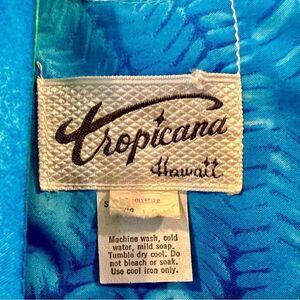 Tropicana
Hawaii
POLYESTER
Machine wash, cold
water, mild soap.
Tumble dry cool. Do
not bleach or soak.
Use cool iron only.